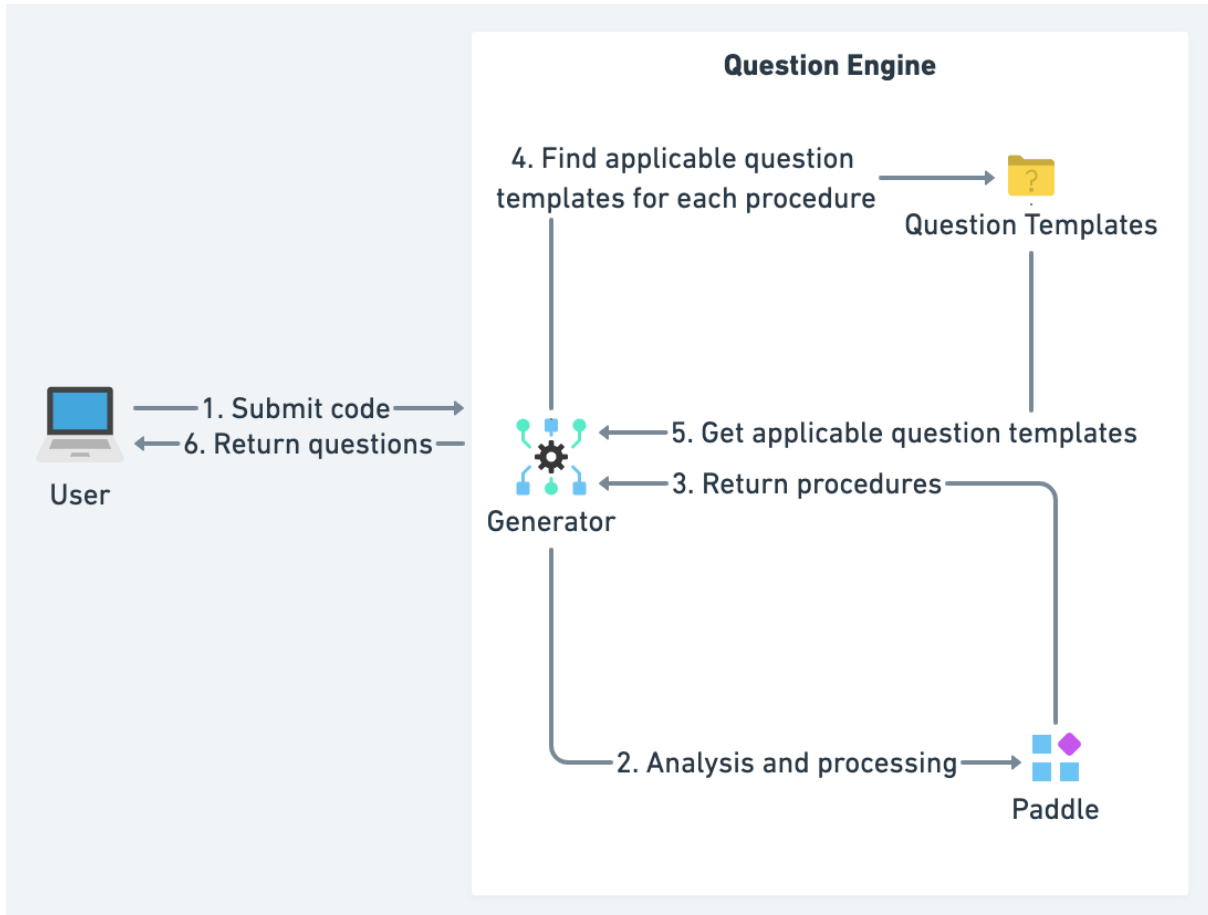 Question Engine
4. Find applicable question
templates for each procedure
?
Question Templates
1. Submit code
6. Return questions
User
5. Get applicable question templates
3. Return procedures
Generator
2. Analysis and processing
Paddle